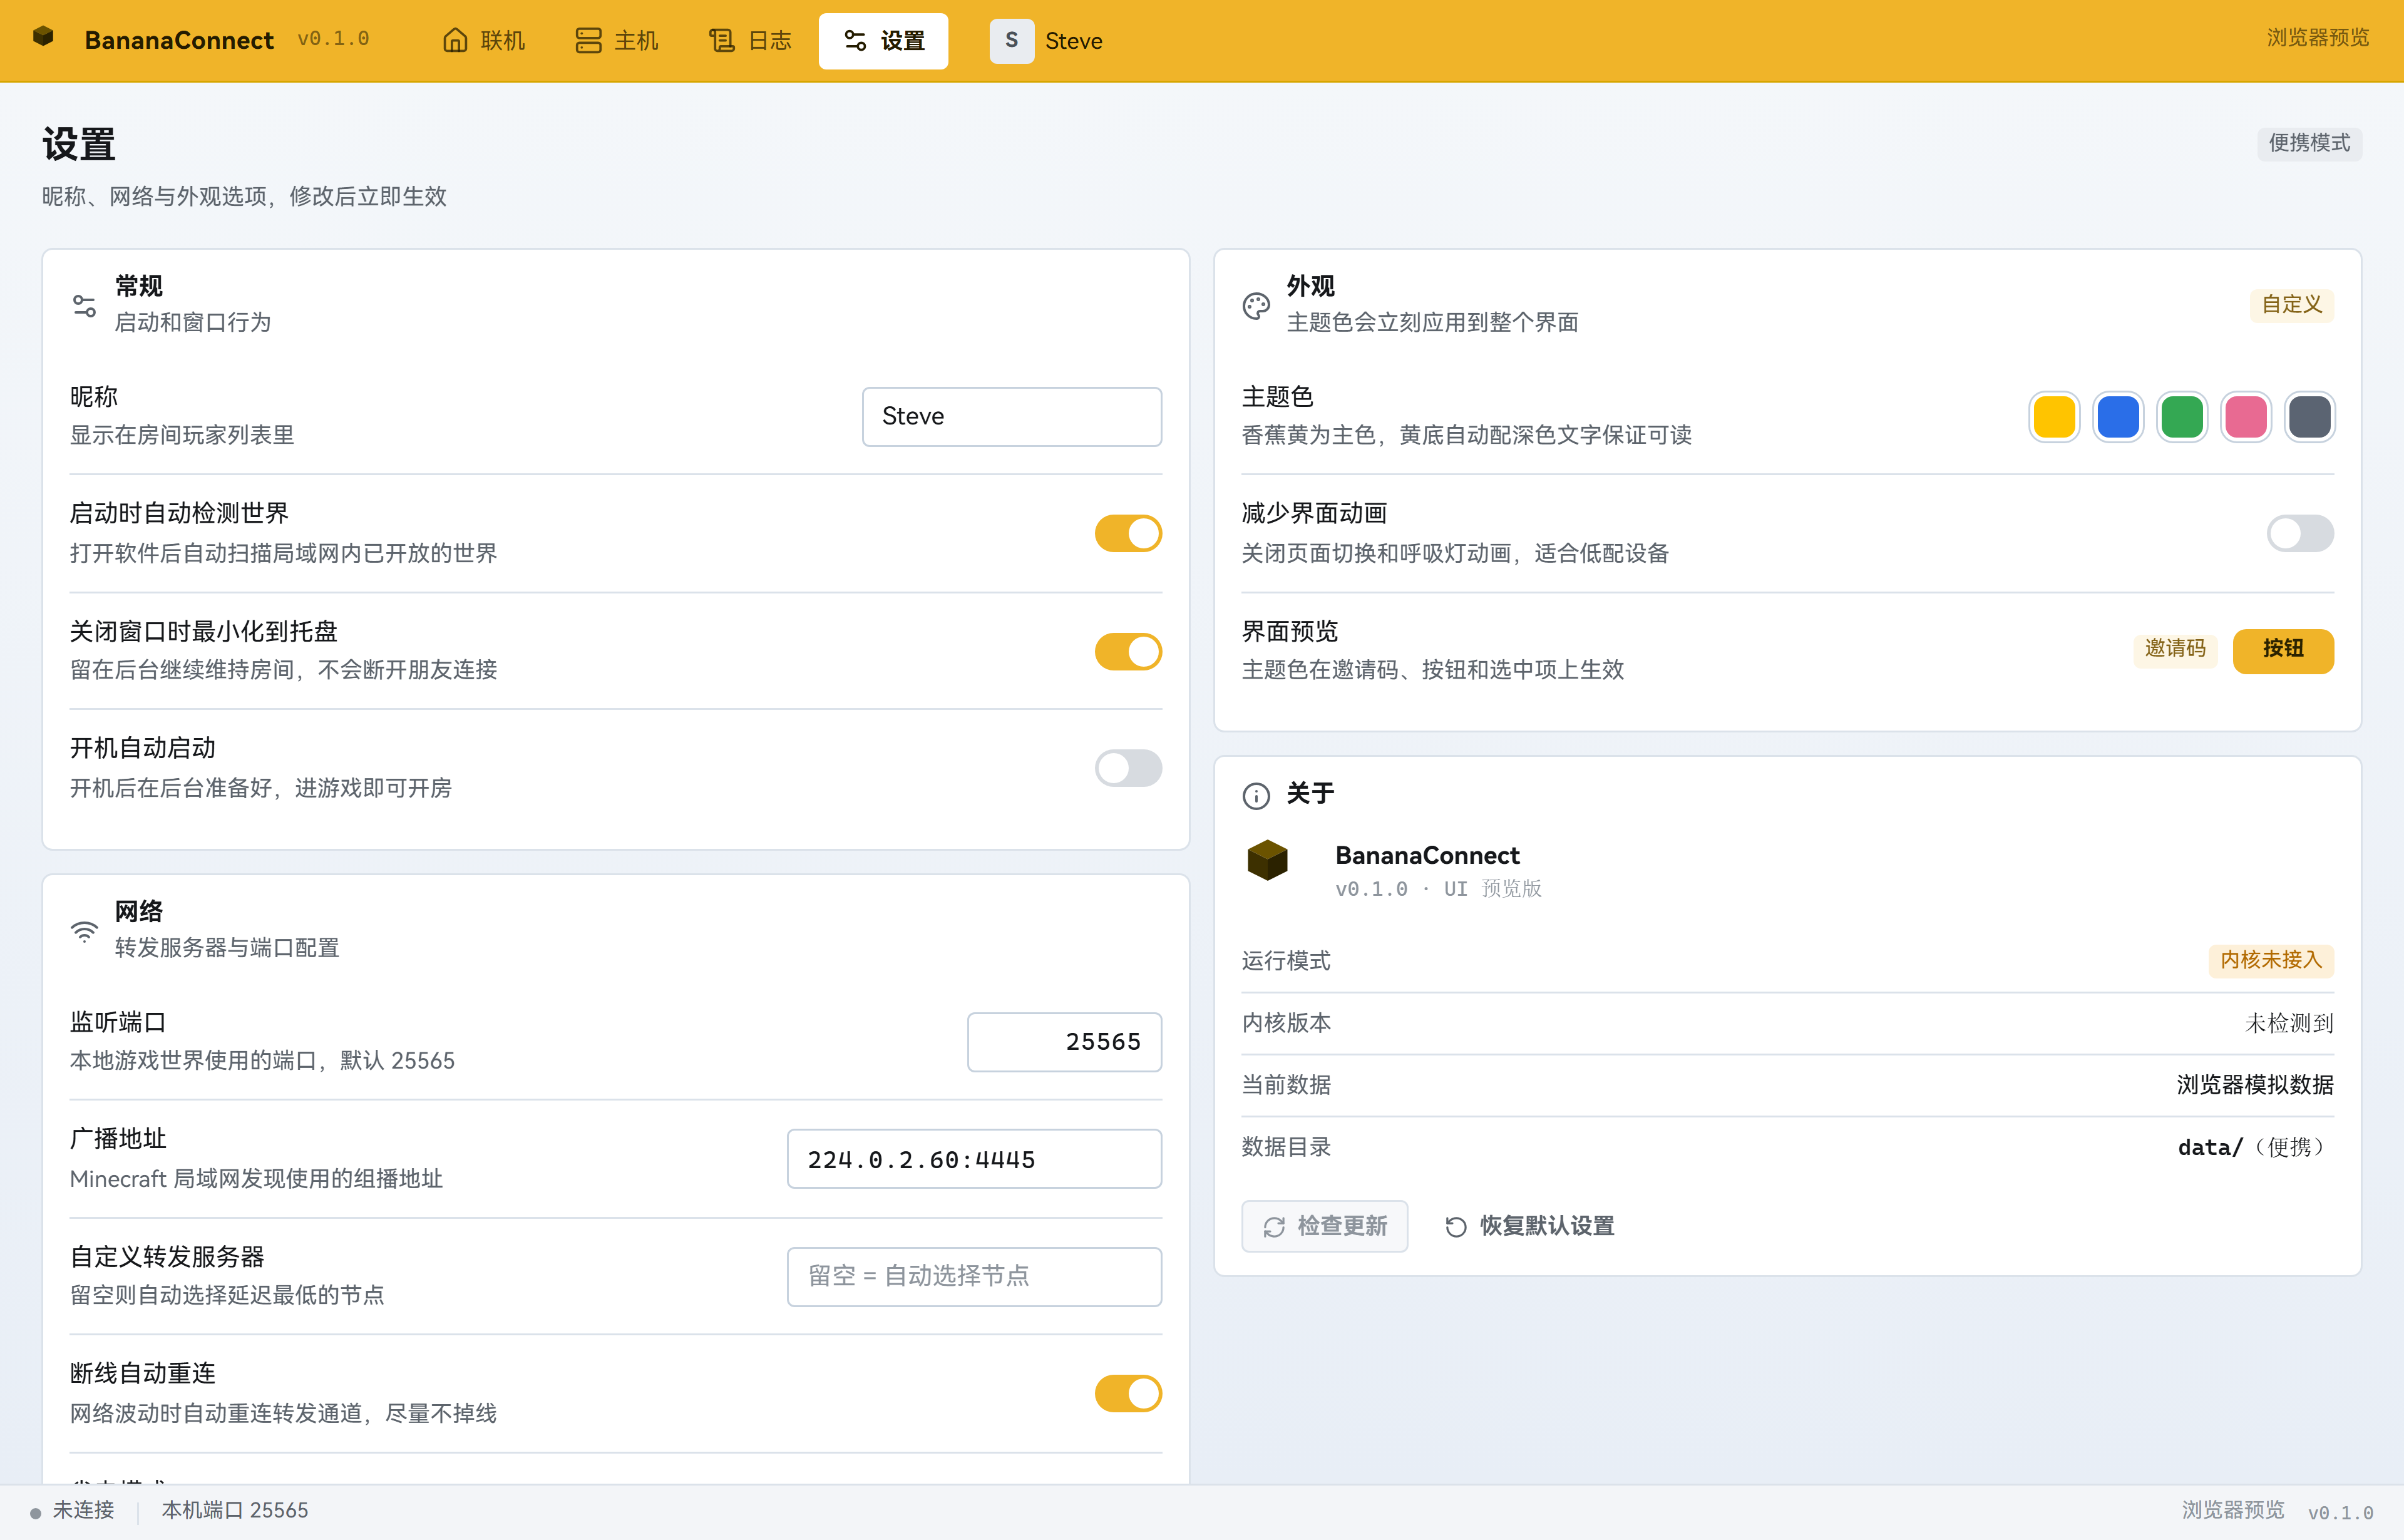 BananaConnect v0.1.0 联机 主机 日志 设置 S Steve 浏览器预览
设置
便携模式
昵称、网络与外观选项，修改后立即生效
常规
启动和窗口行为
昵称
显示在房间玩家列表里
Steve
启动时自动检测世界
打开软件后自动扫描局域网内已开放的世界
关闭窗口时最小化到托盘
留在后台继续维持房间，不会断开朋友连接
开机自动启动
开机后在后台准备好，进游戏即可开房
网络
转发服务器与端口配置
监听端口
本地游戏世界使用的端口，默认 25565
25565
广播地址
Minecraft 局域网发现使用的组播地址
224.0.2.60:4445
自定义转发服务器
留空则自动选择延迟最低的节点
留空 = 自动选择节点
断线自动重连
网络波动时自动重连转发通道，尽量不掉线
外观
主题色会立刻应用到整个界面
自定义
主题色
香蕉黄为主色，黄底自动配深色文字保证可读
减少界面动画
关闭页面切换和呼吸灯动画，适合低配设备
界面预览
主题色在邀请码、按钮和选中项上生效
邀请码 按钮
关于
BananaConnect
v0.1.0 · UI 预览版
运行模式 内核未接入
内核版本 未检测到
当前数据 浏览器模拟数据
数据目录 data/（便携）
检查更新 恢复默认设置
未连接 本机端口 25565 浏览器预览 v0.1.0